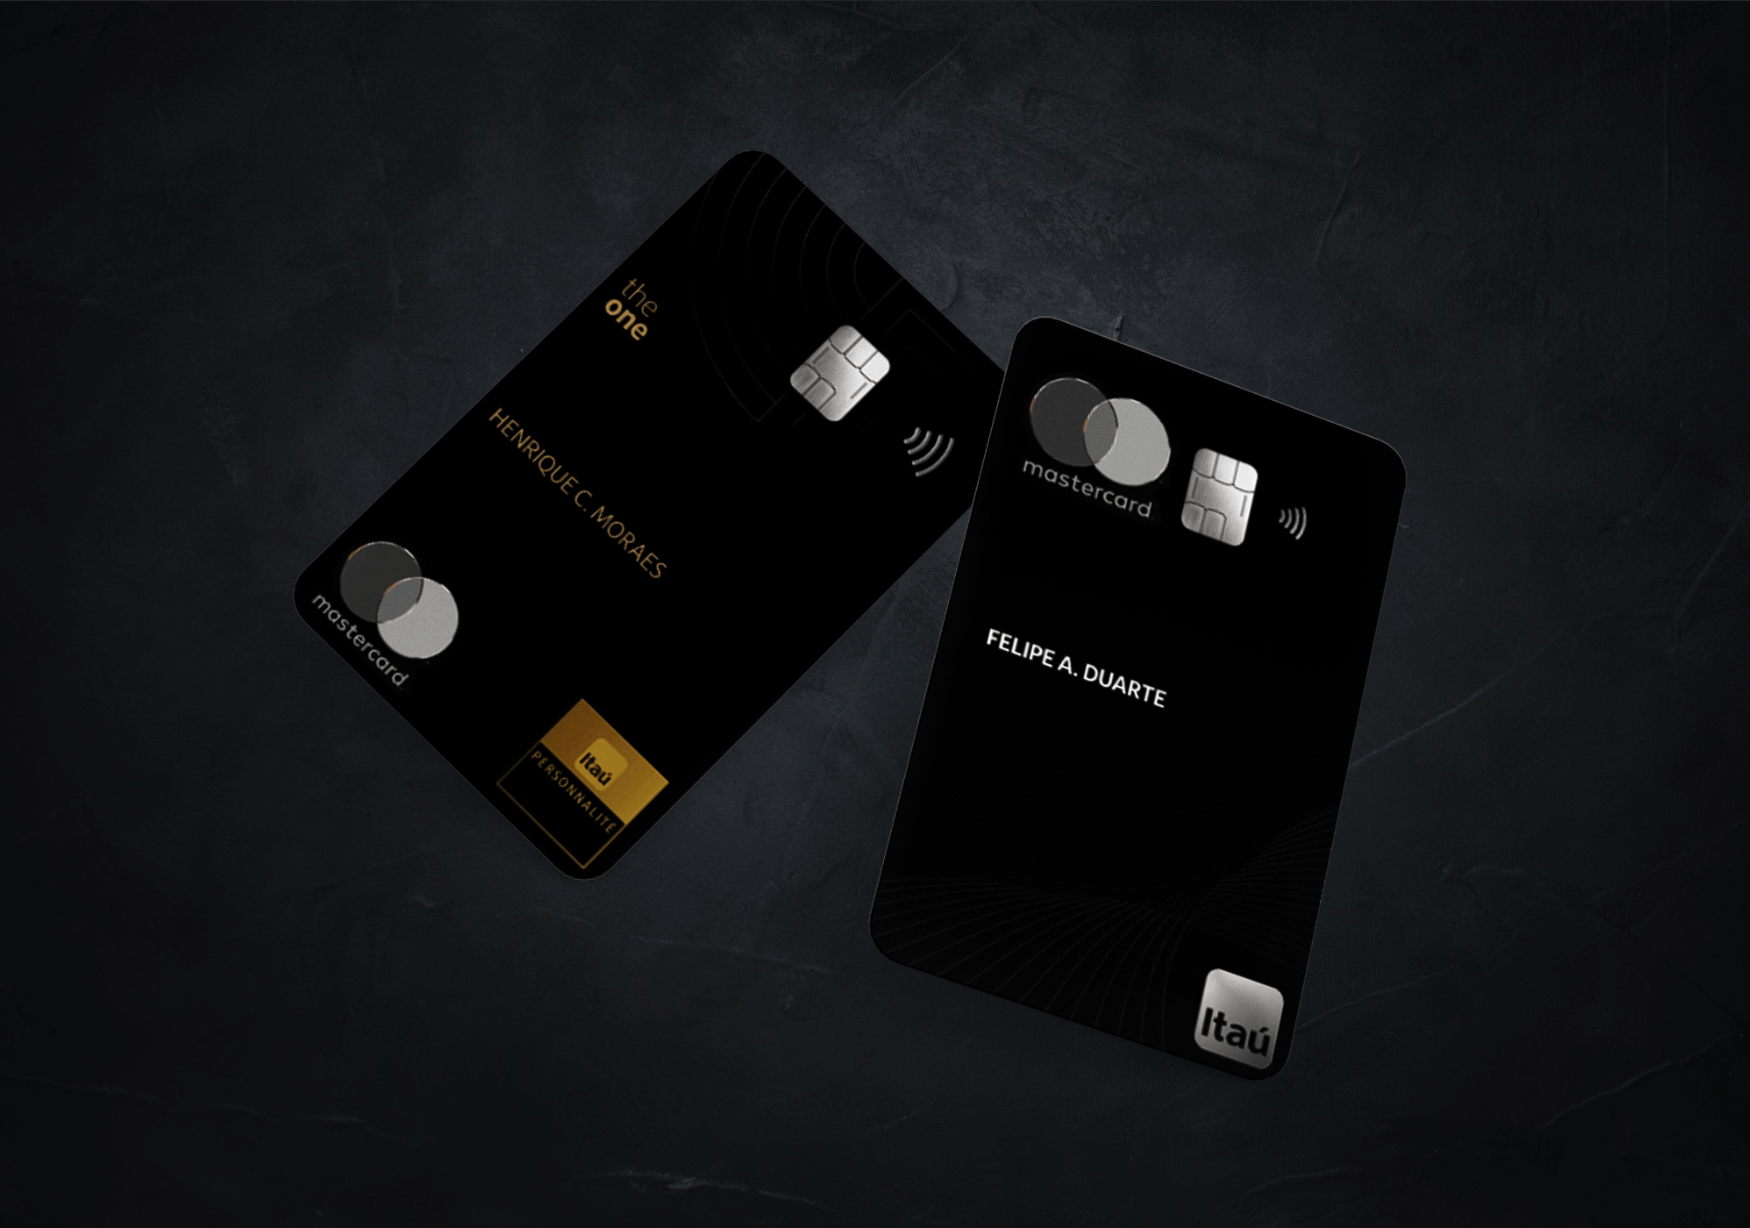 the
one
HENRIQUE C. MORAES
mastercard
Itaú
PERSONNALITÉ
mastercard
FELIPE A. DUARTE
Itaú